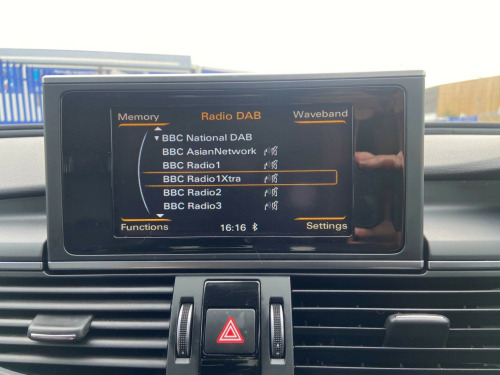 Memory Radio DAB Waveband
BBC National DAB
BBC AsianNetwork
BBC Radio1
BBC Radio1Xtra
BBC Radio2
BBC Radio3
Functions 16:16 Settings